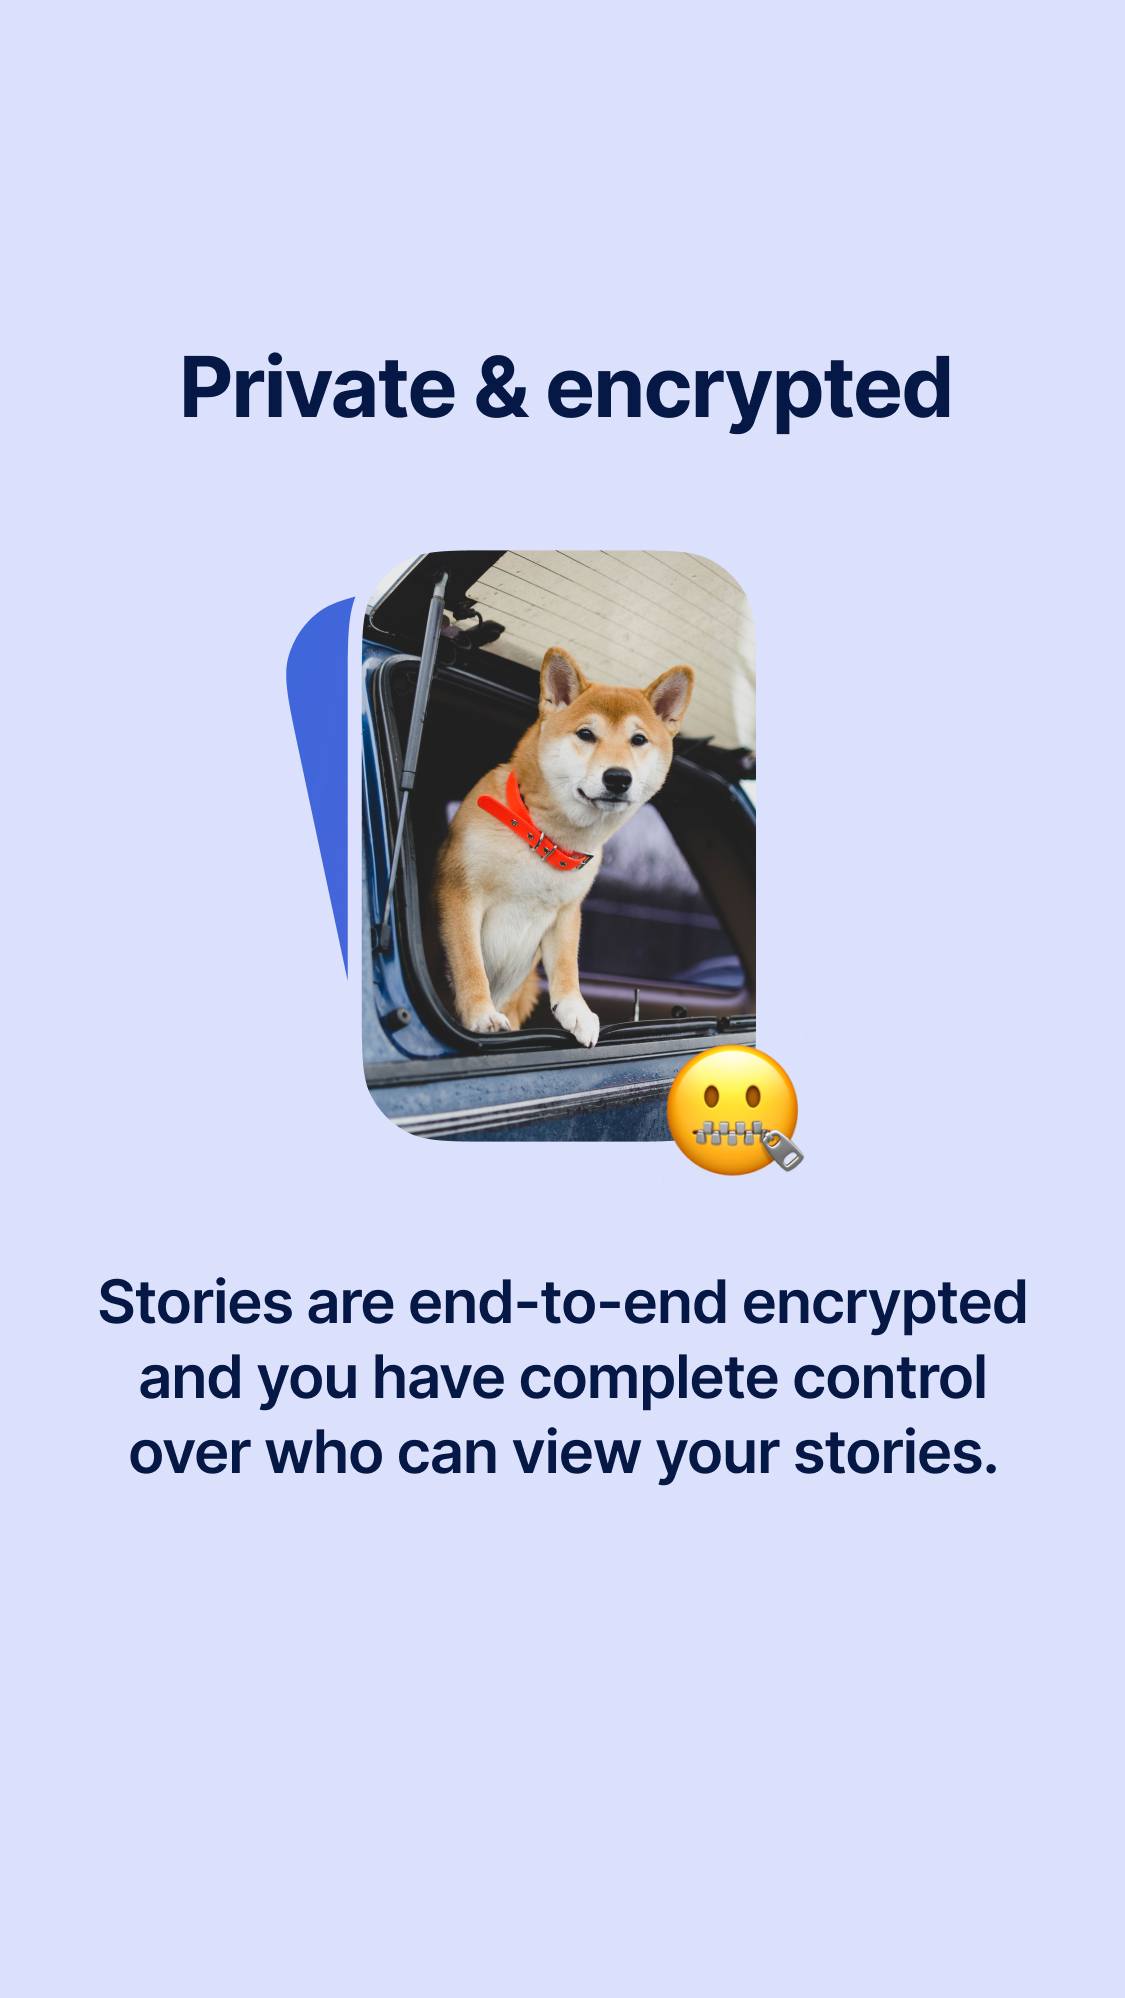 Private & encrypted
Stories are end-to-end encrypted
and you have complete control
over who can view your stories.